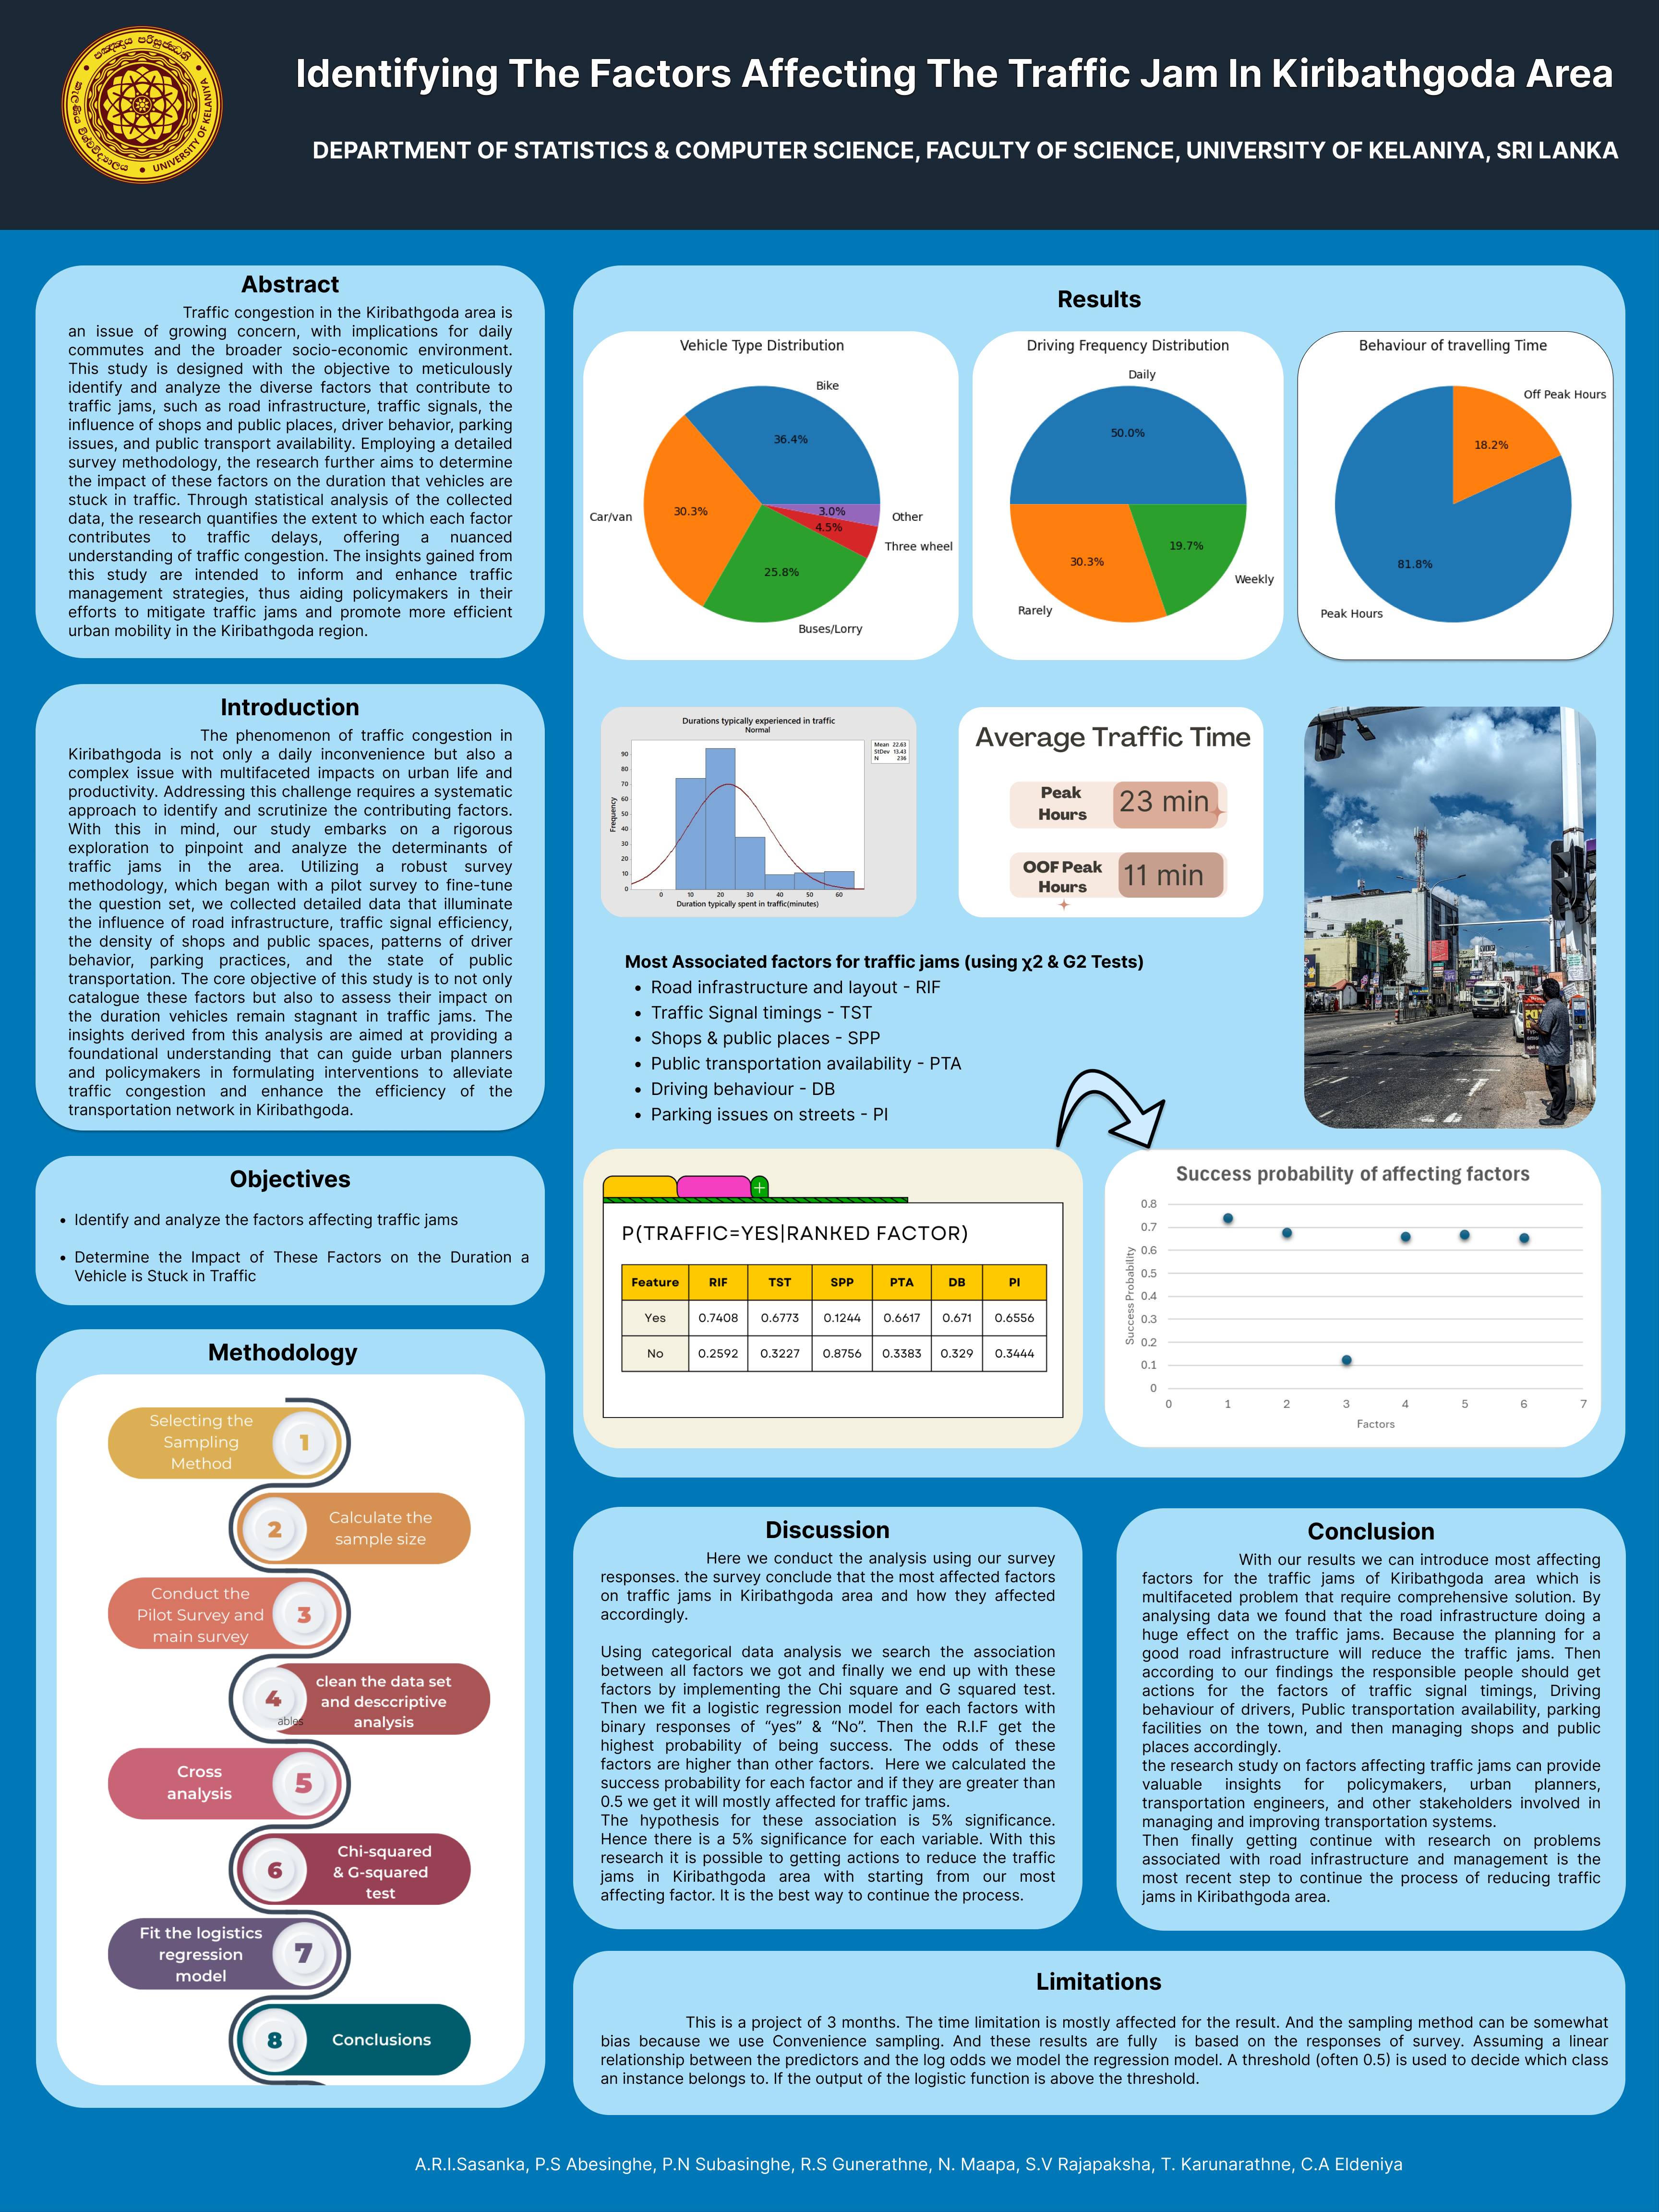 පඤ්ඤාය පරිසුජ්ඣති
UNIVERSITY OF KELANIYA
Identifying The Factors Affecting The Traffic Jam In Kiribathgoda Area
DEPARTMENT OF STATISTICS & COMPUTER SCIENCE, FACULTY OF SCIENCE, UNIVERSITY OF KELANIYA, SRI LANKA
Abstract
Traffic congestion in the Kiribathgoda area is
an issue of growing concern, with implications for daily
commutes and the broader socio-economic environment.
This study is designed with the objective to meticulously
identify and analyze the diverse factors that contribute to
traffic jams, such as road infrastructure, traffic signals, the
influence of shops and public places, driver behavior, parking
issues, and public transport availability. Employing a detailed
survey methodology, the research further aims to determine
the impact of these factors on the duration that vehicles are
stuck in traffic. Through statistical analysis of the collected
data, the research quantifies the extent to which each factor
contributes to traffic delays, offering a nuanced
understanding of traffic congestion. The insights gained from
this study are intended to inform and enhance traffic
management strategies, thus aiding policymakers in their
efforts to mitigate traffic jams and promote more efficient
urban mobility in the Kiribathgoda region.
Introduction
The phenomenon of traffic congestion in
Kiribathgoda is not only a daily inconvenience but also a
complex issue with multifaceted impacts on urban life and
productivity. Addressing this challenge requires a systematic
approach to identify and scrutinize the contributing factors.
With this in mind, our study embarks on a rigorous
exploration to pinpoint and analyze the determinants of
traffic jams in the area. Utilizing a robust survey
methodology, which began with a pilot survey to fine-tune
the question set, we collected detailed data that illuminate
the influence of road infrastructure, traffic signal efficiency,
the density of shops and public spaces, patterns of driver
behavior, parking practices, and the state of public
transportation. The core objective of this study is to not only
catalogue these factors but also to assess their impact on
the duration vehicles remain stagnant in traffic jams. The
insights derived from this analysis are aimed at providing a
foundational understanding that can guide urban planners
and policymakers in formulating interventions to alleviate
traffic congestion and enhance the efficiency of the
transportation network in Kiribathgoda.
Objectives
• Identify and analyze the factors affecting traffic jams
• Determine the Impact of These Factors on the Duration a
Vehicle is Stuck in Traffic
Methodology
Selecting the
Sampling
Method
1
2
Calculate the
sample size
Conduct the
Pilot Survey and
main survey
3
4
ables
clean the data set
and desccriptive
analysis
Cross
analysis
5
6
Chi-squared
& G-squared
test
Fit the logistics
regression
model
7
8
Conclusions
Results
Vehicle Type Distribution
Bike
36.4%
Car/van
30.3%
3.0%
Other
4.5%
Three wheel
25.8%
Buses/Lorry
Driving Frequency Distribution
Daily
50.0%
30.3%
Rarely
19.7%
Weekly
Behaviour of travelling Time
Off Peak Hours
18.2%
81.8%
Peak Hours
Durations typically experienced in traffic
Normal
Mean 22.63
StDev 13.43
N 236
Frequency
90
80
70
60
50
40
30
20
10
0
0 10 20 30 40 50 60
Duration typically spent in traffic(minutes)
Average Traffic Time
Peak
Hours
23 min
OOF Peak
Hours
11 min
Most Associated factors for traffic jams (using χ2 & G2 Tests)
• Road infrastructure and layout - RIF
• Traffic Signal timings - TST
• Shops & public places - SPP
• Public transportation availability - PTA
• Driving behaviour - DB
• Parking issues on streets - PI
P(TRAFFIC=YES|RANKED FACTOR)
Feature RIF TST SPP PTA DB PI
Yes 0.7408 0.6773 0.1244 0.6617 0.671 0.6556
No 0.2592 0.3227 0.8756 0.3383 0.329 0.3444
Success probability of affecting factors
Success Probability
0.8
0.7
0.6
0.5
0.4
0.3
0.2
0.1
0
0 1 2 3 4 5 6 7
Factors
Discussion
Here we conduct the analysis using our survey
responses. the survey conclude that the most affected factors
on traffic jams in Kiribathgoda area and how they affected
accordingly.
Using categorical data analysis we search the association
between all factors we got and finally we end up with these
factors by implementing the Chi square and G squared test.
Then we fit a logistic regression model for each factors with
binary responses of “yes” & “No”. Then the R.I.F get the
highest probability of being success. The odds of these
factors are higher than other factors. Here we calculated the
success probability for each factor and if they are greater than
0.5 we get it will mostly affected for traffic jams.
The hypothesis for these association is 5% significance.
Hence there is a 5% significance for each variable. With this
research it is possible to getting actions to reduce the traffic
jams in Kiribathgoda area with starting from our most
affecting factor. It is the best way to continue the process.
Conclusion
With our results we can introduce most affecting
factors for the traffic jams of Kiribathgoda area which is
multifaceted problem that require comprehensive solution. By
analysing data we found that the road infrastructure doing a
huge effect on the traffic jams. Because the planning for a
good road infrastructure will reduce the traffic jams. Then
according to our findings the responsible people should get
actions for the factors of traffic signal timings, Driving
behaviour of drivers, Public transportation availability, parking
facilities on the town, and then managing shops and public
places accordingly.
the research study on factors affecting traffic jams can provide
valuable insights for policymakers, urban planners,
transportation engineers, and other stakeholders involved in
managing and improving transportation systems.
Then finally getting continue with research on problems
associated with road infrastructure and management is the
most recent step to continue the process of reducing traffic
jams in Kiribathgoda area.
Limitations
This is a project of 3 months. The time limitation is mostly affected for the result. And the sampling method can be somewhat
bias because we use Convenience sampling. And these results are fully is based on the responses of survey. Assuming a linear
relationship between the predictors and the log odds we model the regression model. A threshold (often 0.5) is used to decide which class
an instance belongs to. If the output of the logistic function is above the threshold.
A.R.I.Sasanka, P.S Abesinghe, P.N Subasinghe, R.S Gunerathne, N. Maapa, S.V Rajapaksha, T. Karunarathne, C.A Eldeniya